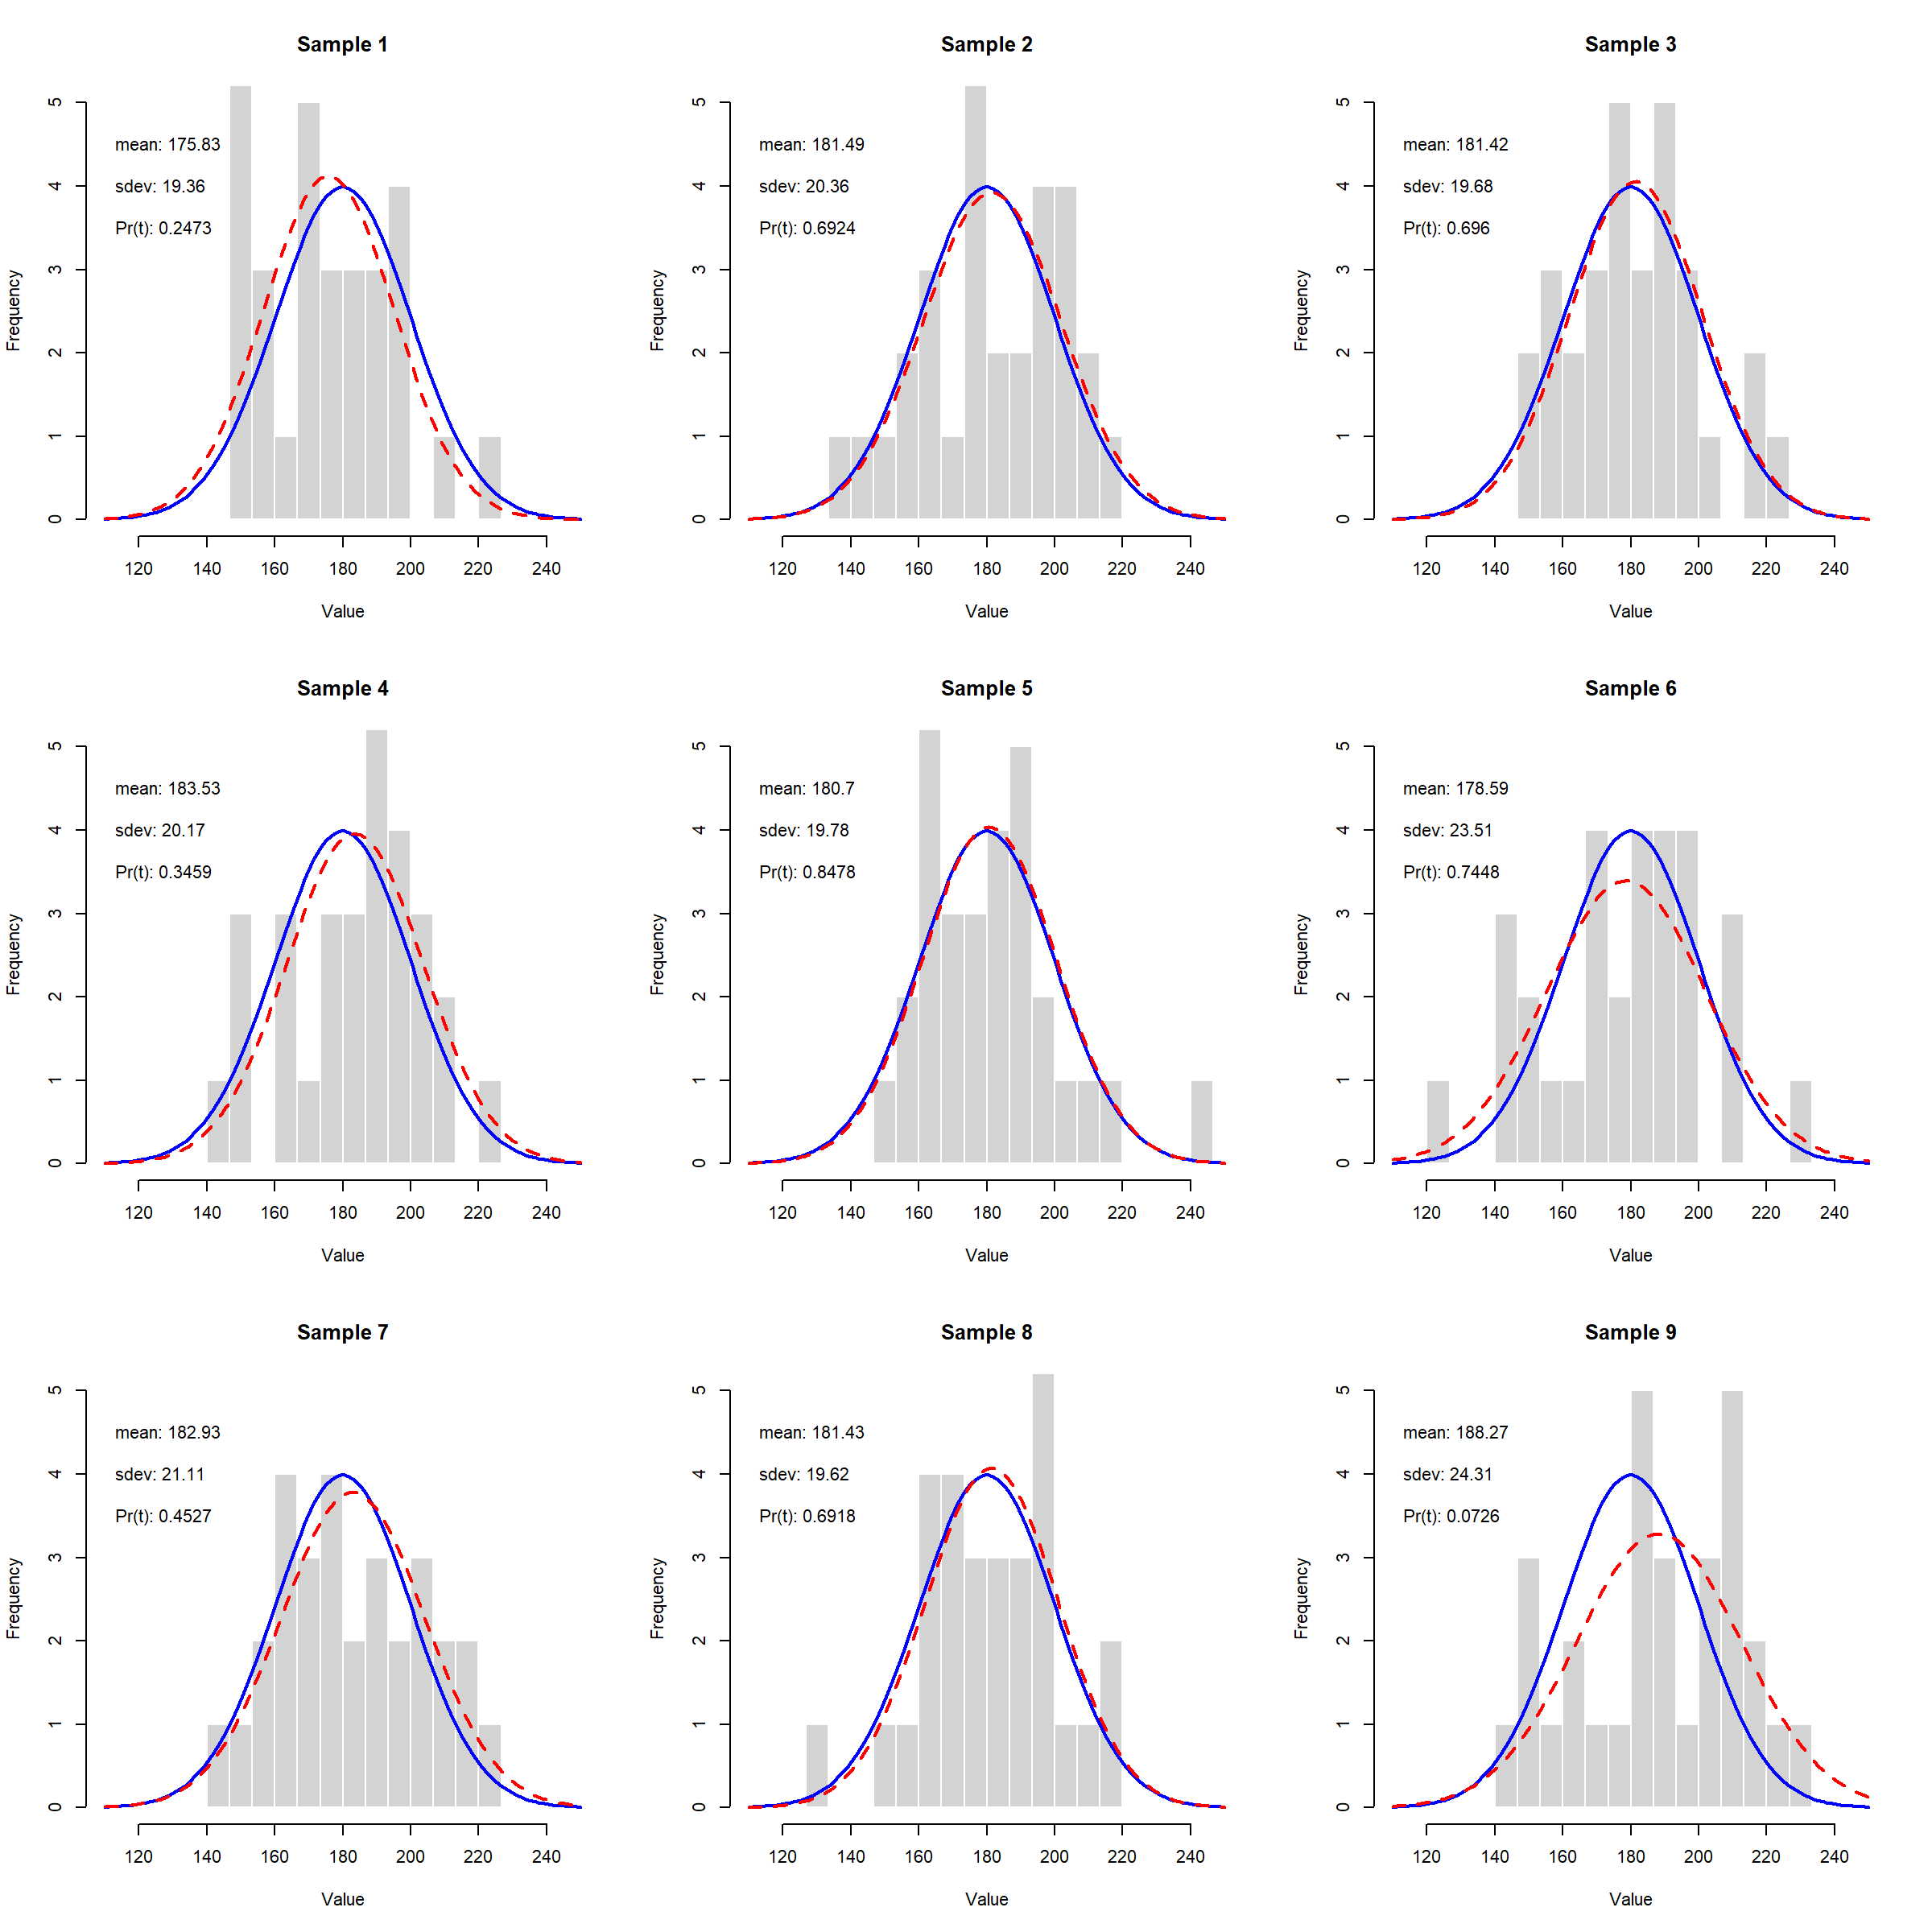 Sample 1
mean: 175.83
sdev: 19.36
Pr(t): 0.2473
Frequency
0 1 2 3 4 5
120 140 160 180 200 220 240
Value
Sample 2
mean: 181.49
sdev: 20.36
Pr(t): 0.6924
Frequency
0 1 2 3 4 5
120 140 160 180 200 220 240
Value
Sample 3
mean: 181.42
sdev: 19.68
Pr(t): 0.696
Frequency
0 1 2 3 4 5
120 140 160 180 200 220 240
Value
Sample 4
mean: 183.53
sdev: 20.17
Pr(t): 0.3459
Frequency
0 1 2 3 4 5
120 140 160 180 200 220 240
Value
Sample 5
mean: 180.7
sdev: 19.78
Pr(t): 0.8478
Frequency
0 1 2 3 4 5
120 140 160 180 200 220 240
Value
Sample 6
mean: 178.59
sdev: 23.51
Pr(t): 0.7448
Frequency
0 1 2 3 4 5
120 140 160 180 200 220 240
Value
Sample 7
mean: 182.93
sdev: 21.11
Pr(t): 0.4527
Frequency
0 1 2 3 4 5
120 140 160 180 200 220 240
Value
Sample 8
mean: 181.43
sdev: 19.62
Pr(t): 0.6918
Frequency
0 1 2 3 4 5
120 140 160 180 200 220 240
Value
Sample 9
mean: 188.27
sdev: 24.31
Pr(t): 0.0726
Frequency
0 1 2 3 4 5
120 140 160 180 200 220 240
Value